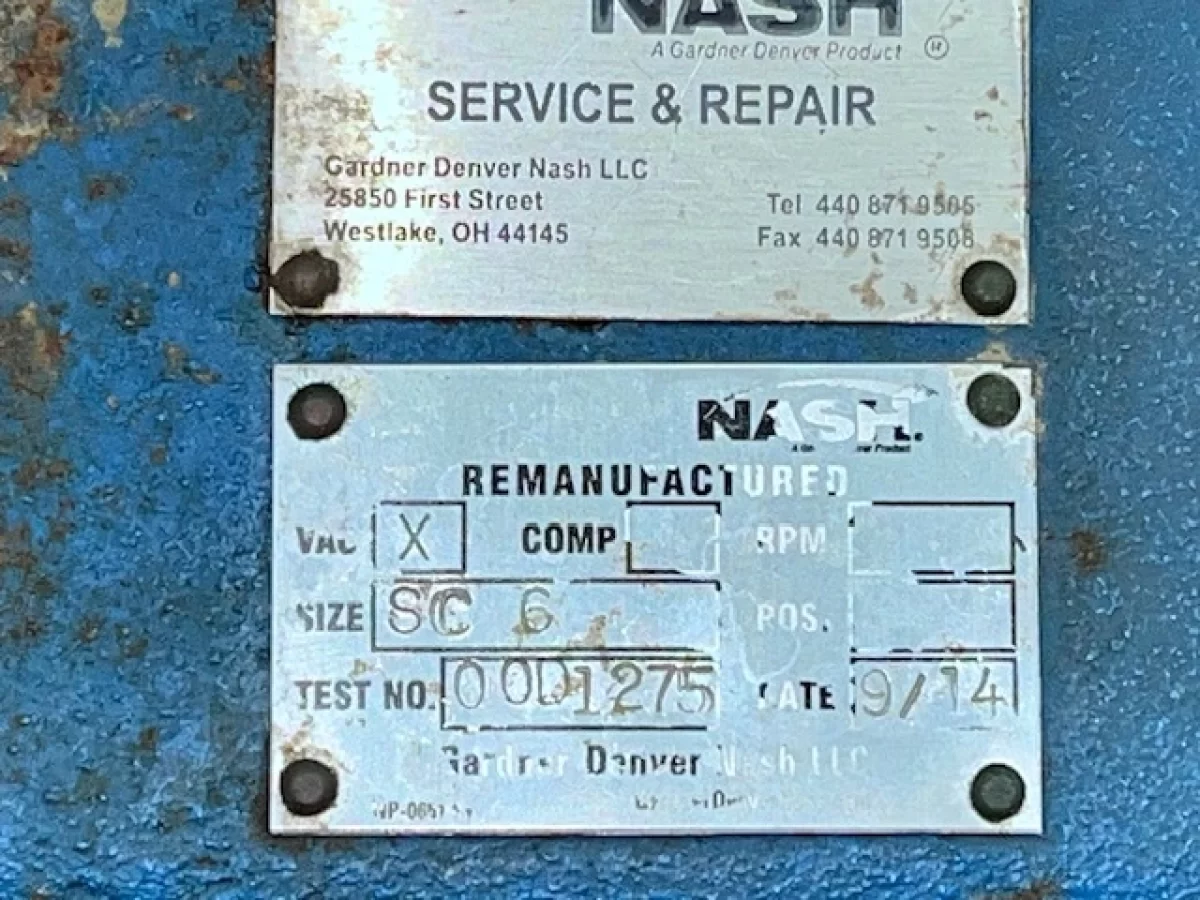 NASH
A Gardner Denver Product ®
SERVICE & REPAIR
Gardner Denver Nash LLC
25850 First Street
Westlake, OH 44145
Tel 440 871 9505
Fax 440 871 9508
NASH.
REMANUFACTURED
VAC X COMP RPM
SIZE SC 6 POS.
TEST NO. 00D1275 DATE 9/14
Gardner Denver Nash LLC